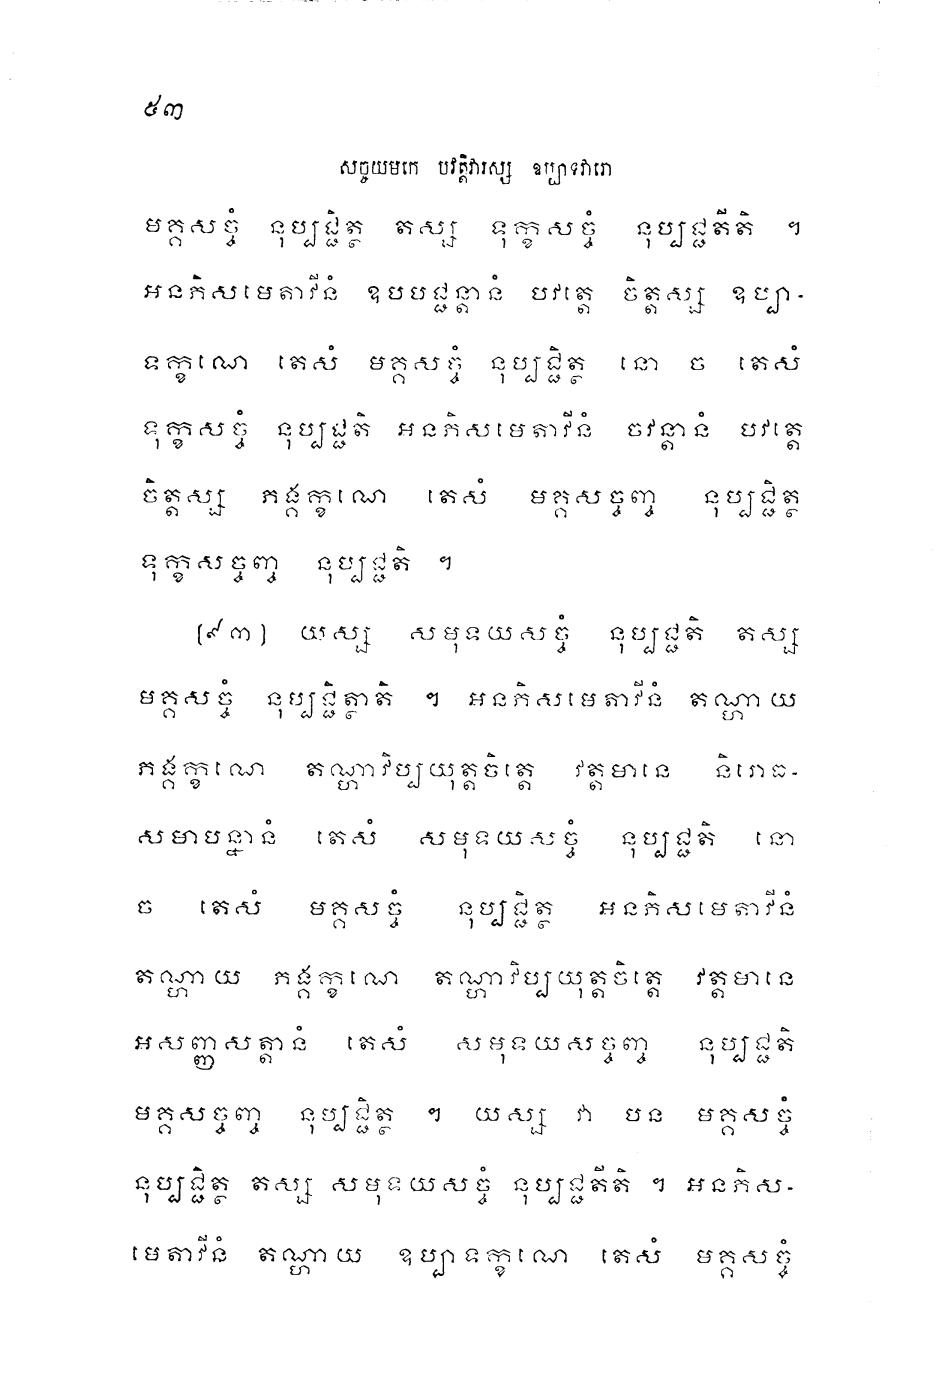 ៥៣
សច្ចយមកេ បវត្តិវារស្ស ឧប្បាទវារោ
មគ្គសច្ចំ នុប្បជ្ជិត្ថ តស្ស ទុក្ខសច្ចំ នុប្បជ្ជតីតិ ។
អនភិសមេតាវីនំ ឧបបជ្ជន្តានំ បវត្តេ ចិត្តស្ស ឧប្បា-
ទក្ខណេ តេសំ មគ្គសច្ចំ នុប្បជ្ជិត្ថ នោ ច តេសំ
ទុក្ខសច្ចំ នុប្បជ្ជតិ អនភិសមេតាវីនំ ចវន្តានំ បវត្តេ
ចិត្តស្ស ភង្គក្ខណេ តេសំ មគ្គសច្ចញ្ច នុប្បជ្ជិត្ថ
ទុក្ខសច្ចញ្ច នុប្បជ្ជតិ ។
[៩៣] យស្ស សមុទយសច្ចំ នុប្បជ្ជតិ តស្ស
មគ្គសច្ចំ នុប្បជ្ជិត្ថាតិ ។ អនភិសមេតាវីនំ តណ្ហាយ
ភង្គក្ខណេ តណ្ហាវិប្បយុត្តចិត្តេ វត្តមានេ និរោធ-
សមាបន្នានំ តេសំ សមុទយសច្ចំ នុប្បជ្ជតិ នោ
ច តេសំ មគ្គសច្ចំ នុប្បជ្ជិត្ថ អនភិសមេតាវីនំ
តណ្ហាយ ភង្គក្ខណេ តណ្ហាវិប្បយុត្តចិត្តេ វត្តមានេ
អសញ្ញសត្តានំ តេសំ សមុទយសច្ចញ្ច នុប្បជ្ជតិ
មគ្គសច្ចញ្ច នុប្បជ្ជិត្ថ ។ យស្ស វា បន មគ្គសច្ចំ
នុប្បជ្ជិត្ថ តស្ស សមុទយសច្ចំ នុប្បជ្ជតីតិ ។ អនភិស-
មេតាវីនំ តណ្ហាយ ឧប្បាទក្ខណេ តេសំ មគ្គសច្ចំ